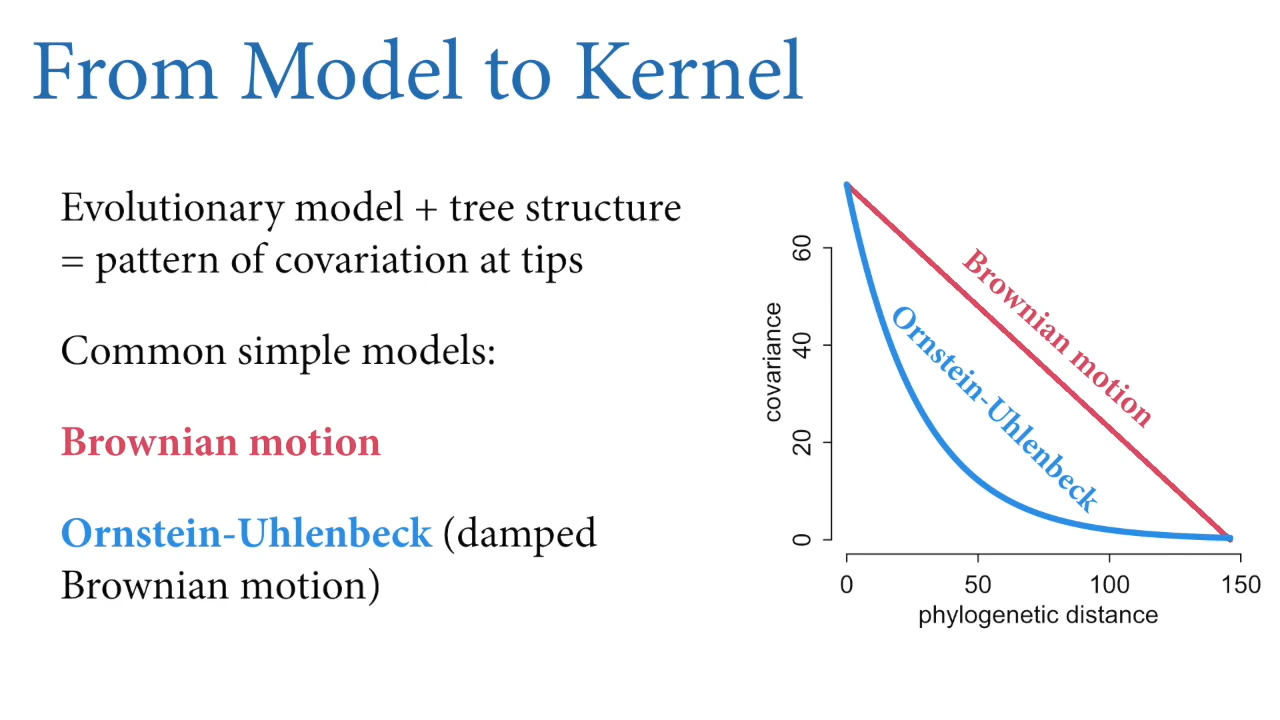 From Model to Kernel
Evolutionary model + tree structure
= pattern of covariation at tips
Common simple models:
Brownian motion
Ornstein-Uhlenbeck (damped
Brownian motion)
covariance
60
40
20
0
Brownian motion
Ornstein-Uhlenbeck
0 50 100 150
phylogenetic distance